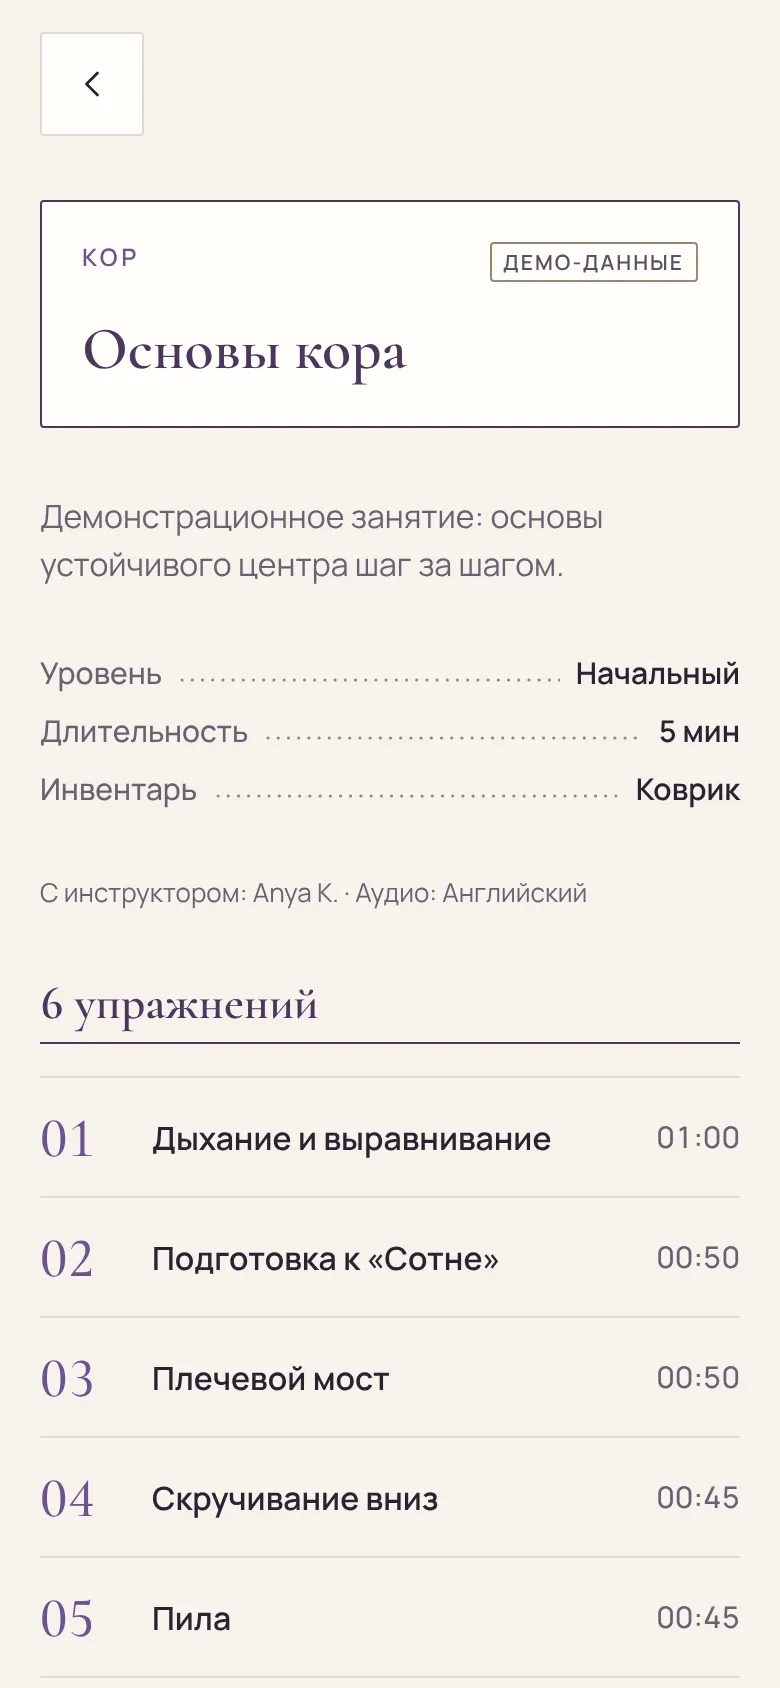 КОР
ДЕМО-ДАННЫЕ
Основы кора
Демонстрационное занятие: основы
устойчивого центра шаг за шагом.
Уровень Начальный
Длительность 5 мин
Инвентарь Коврик
С инструктором: Anya K. · Аудио: Английский
6 упражнений
01 Дыхание и выравнивание 01:00
02 Подготовка к «Сотне» 00:50
03 Плечевой мост 00:50
04 Скручивание вниз 00:45
05 Пила 00:45